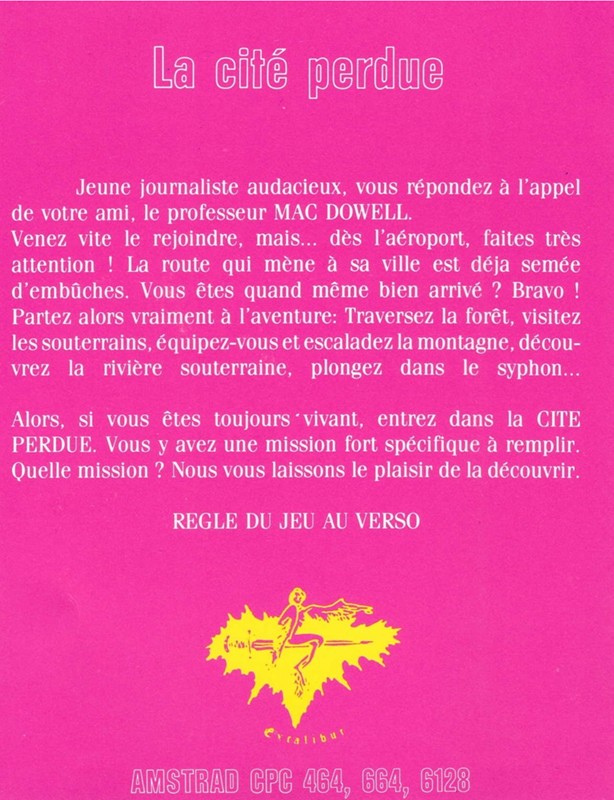 La cité perdue
Jeune journaliste audacieux, vous répondez à l'appel
de votre ami, le professeur MAC DOWELL.
Venez vite le rejoindre, mais... dès l'aéroport, faites très
attention ! La route qui mène à sa ville est déja semée
d'embûches. Vous êtes quand même bien arrivé ? Bravo !
Partez alors vraiment à l'aventure: Traversez la forêt, visitez
les souterrains, équipez-vous et escaladez la montagne, décou-
vrez la rivière souterraine, plongez dans le syphon...
Alors, si vous êtes toujours vivant, entrez dans la CITE
PERDUE. Vous y avez une mission fort spécifique à remplir.
Quelle mission ? Nous vous laissons le plaisir de la découvrir.
REGLE DU JEU AU VERSO
excalibur
AMSTRAD CPC 464, 664, 6128